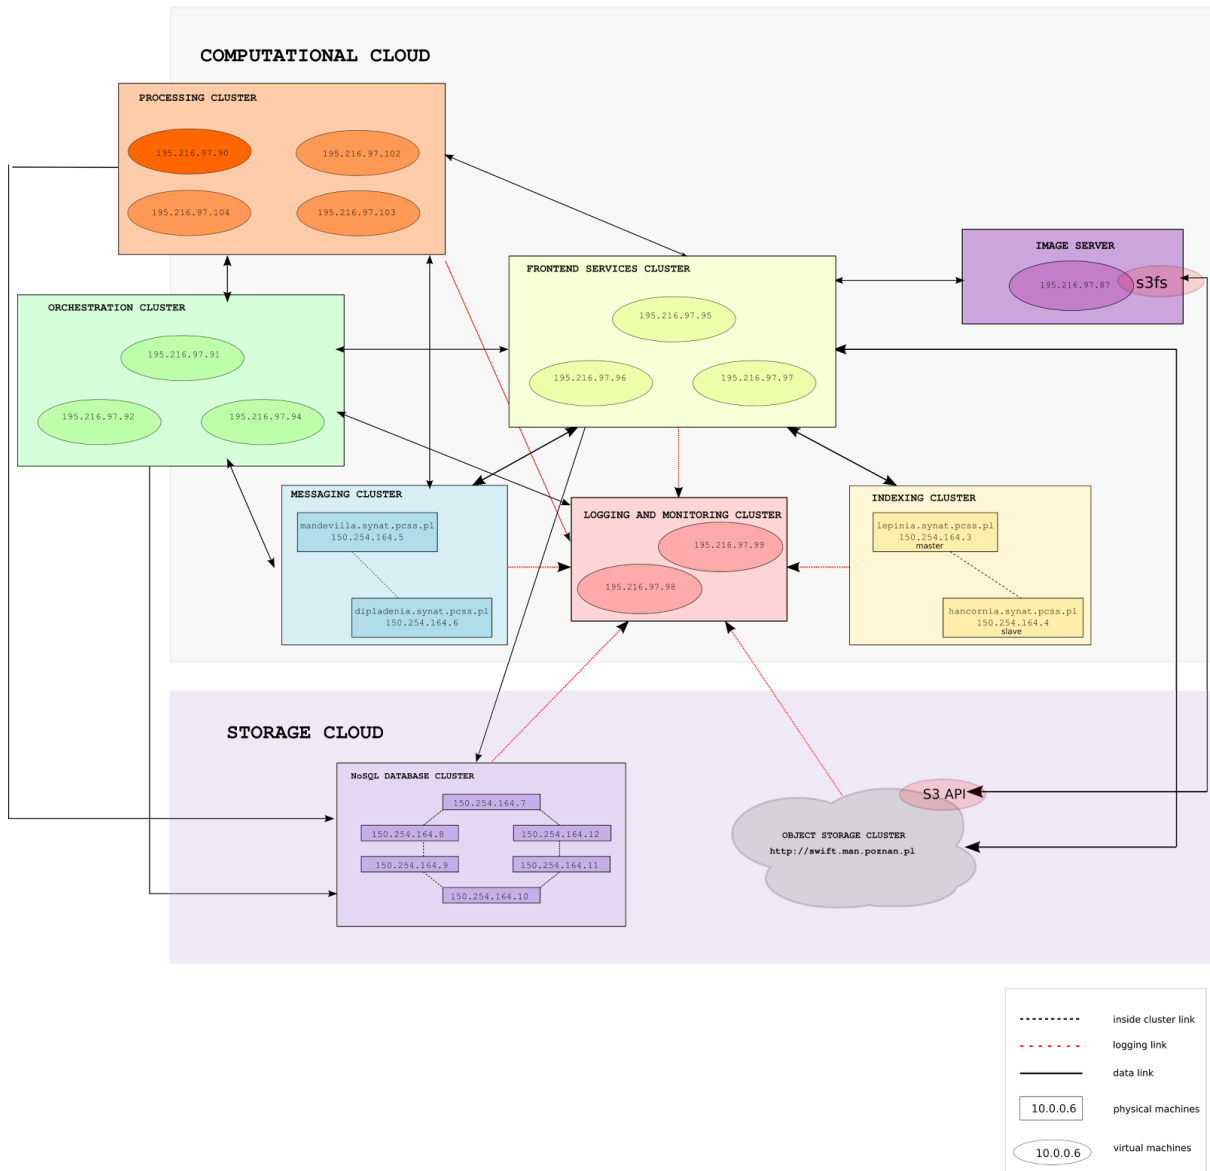 COMPUTATIONAL CLOUD
PROCESSING CLUSTER
195.216.97.90
195.216.97.102
195.216.97.104
195.216.97.103
IMAGE SERVER
195.216.97.87
s3fs
FRONTEND SERVICES CLUSTER
195.216.97.95
195.216.97.96
195.216.97.97
ORCHESTRATION CLUSTER
195.216.97.91
195.216.97.92
195.216.97.94
MESSAGING CLUSTER
mandevilla.synat.pcss.pl
150.254.164.5
dipladenia.synat.pcss.pl
150.254.164.6
LOGGING AND MONITORING CLUSTER
195.216.97.99
195.216.97.98
INDEXING CLUSTER
lepinia.synat.pcss.pl
150.254.164.3
master
hancornia.synat.pcss.pl
150.254.164.4
slave
STORAGE CLOUD
NoSQL DATABASE CLUSTER
150.254.164.7
150.254.164.8
150.254.164.12
150.254.164.9
150.254.164.11
150.254.164.10
S3 API
OBJECT STORAGE CLUSTER
http://swift.man.poznan.pl
inside cluster link
logging link
data link
10.0.0.6
physical machines
10.0.0.6
virtual machines